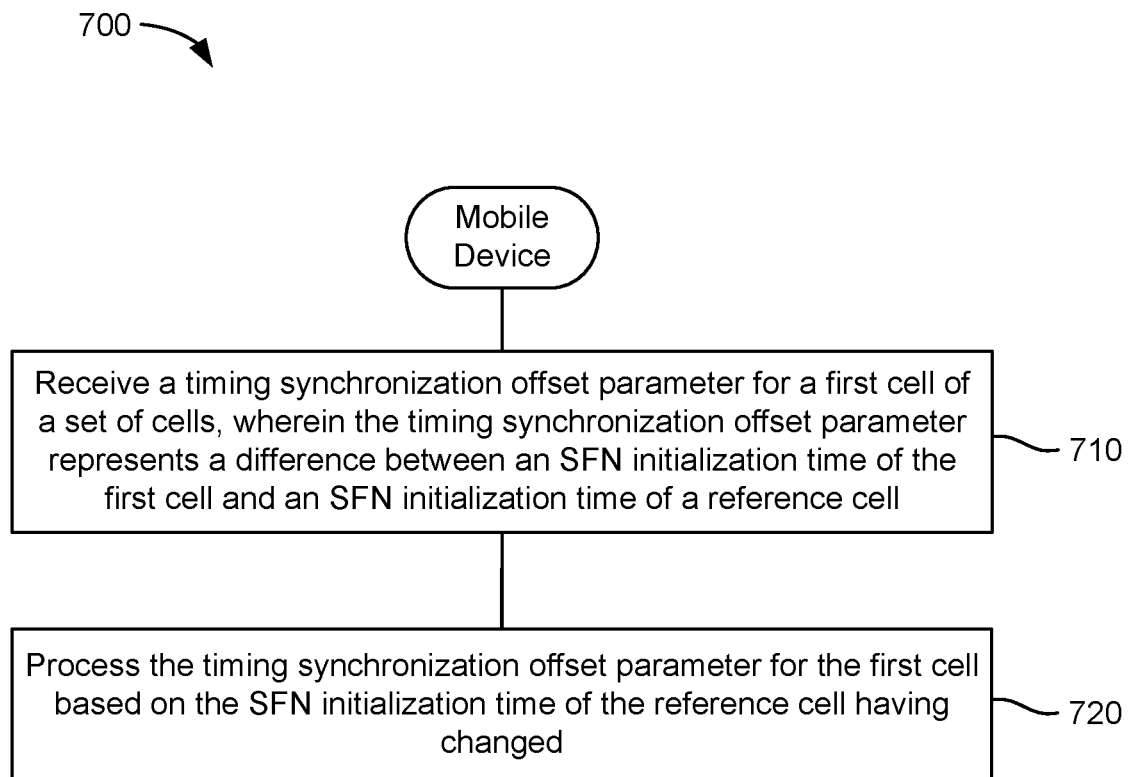 700
Mobile
Device
Receive a timing synchronization offset parameter for a first cell of
a set of cells, wherein the timing synchronization offset parameter
represents a difference between an SFN initialization time of the
first cell and an SFN initialization time of a reference cell
710
Process the timing synchronization offset parameter for the first cell
based on the SFN initialization time of the reference cell having
changed
720